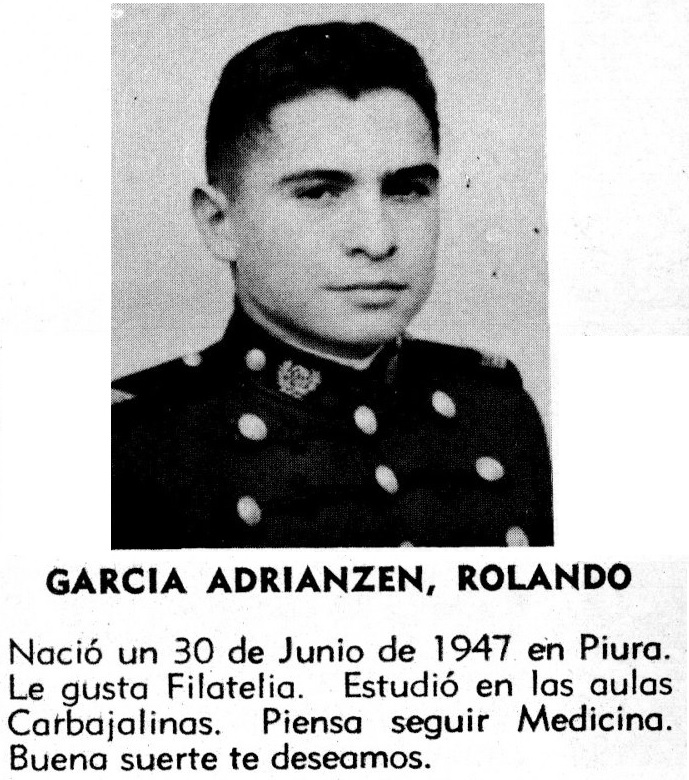 GARCIA ADRIANZEN, ROLANDO
Nació un 30 de Junio de 1947 en Piura.
Le gusta Filatelia. Estudió en las aulas
Carbajalinas. Piensa seguir Medicina.
Buena suerte te deseamos.